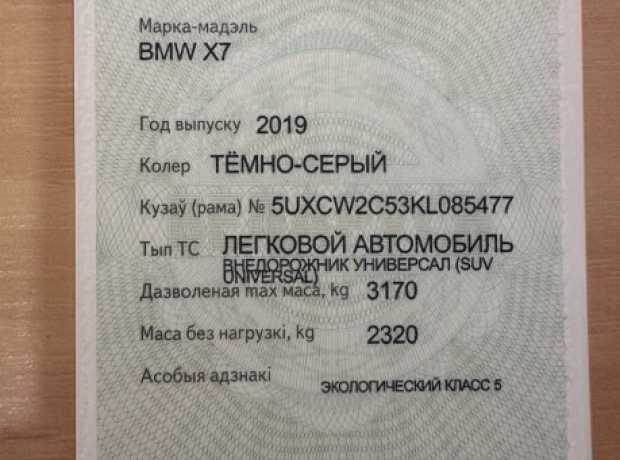 Марка-мадэль
BMW X7
Год выпуску 2019
Колер ТЁМНО-СЕРЫЙ
Кузаў (рама) № 5UXCW2C53KL085477
Тып ТС ЛЕГКОВОЙ АВТОМОБИЛЬ
ВНЕДОРОЖНИК УНИВЕРСАЛ (SUV
UNIVERSAL)
Дазволеная max маса, kg 3170
Маса без нагрузкі, kg 2320
Асобыя адзнакі
ЭКОЛОГИЧЕСКИЙ КЛАСС 5